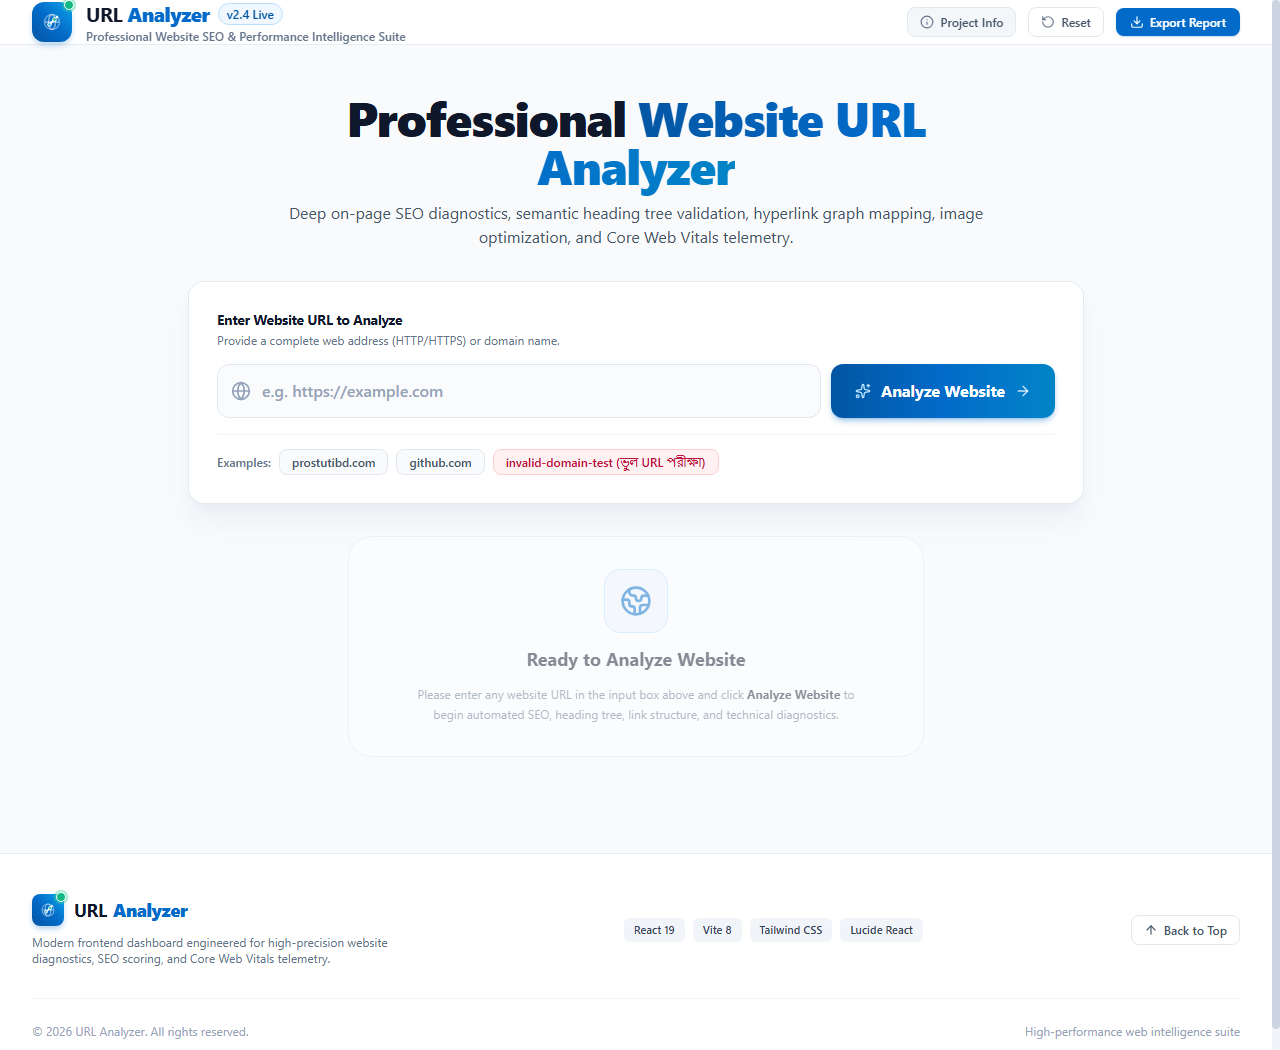 URL Analyzer v2.4 Live
Professional Website SEO & Performance Intelligence Suite
Project Info
Reset
Export Report
Professional Website URL
Analyzer
Deep on-page SEO diagnostics, semantic heading tree validation, hyperlink graph mapping, image
optimization, and Core Web Vitals telemetry.
Enter Website URL to Analyze
Provide a complete web address (HTTP/HTTPS) or domain name.
e.g. https://example.com
Analyze Website
Examples: prostutibd.com github.com invalid-domain-test (ভুল URL পরীক্ষা)
Ready to Analyze Website
Please enter any website URL in the input box above and click Analyze Website to
begin automated SEO, heading tree, link structure, and technical diagnostics.
URL Analyzer
Modern frontend dashboard engineered for high-precision website
diagnostics, SEO scoring, and Core Web Vitals telemetry.
React 19 Vite 8 Tailwind CSS Lucide React
Back to Top
© 2026 URL Analyzer. All rights reserved.
High-performance web intelligence suite